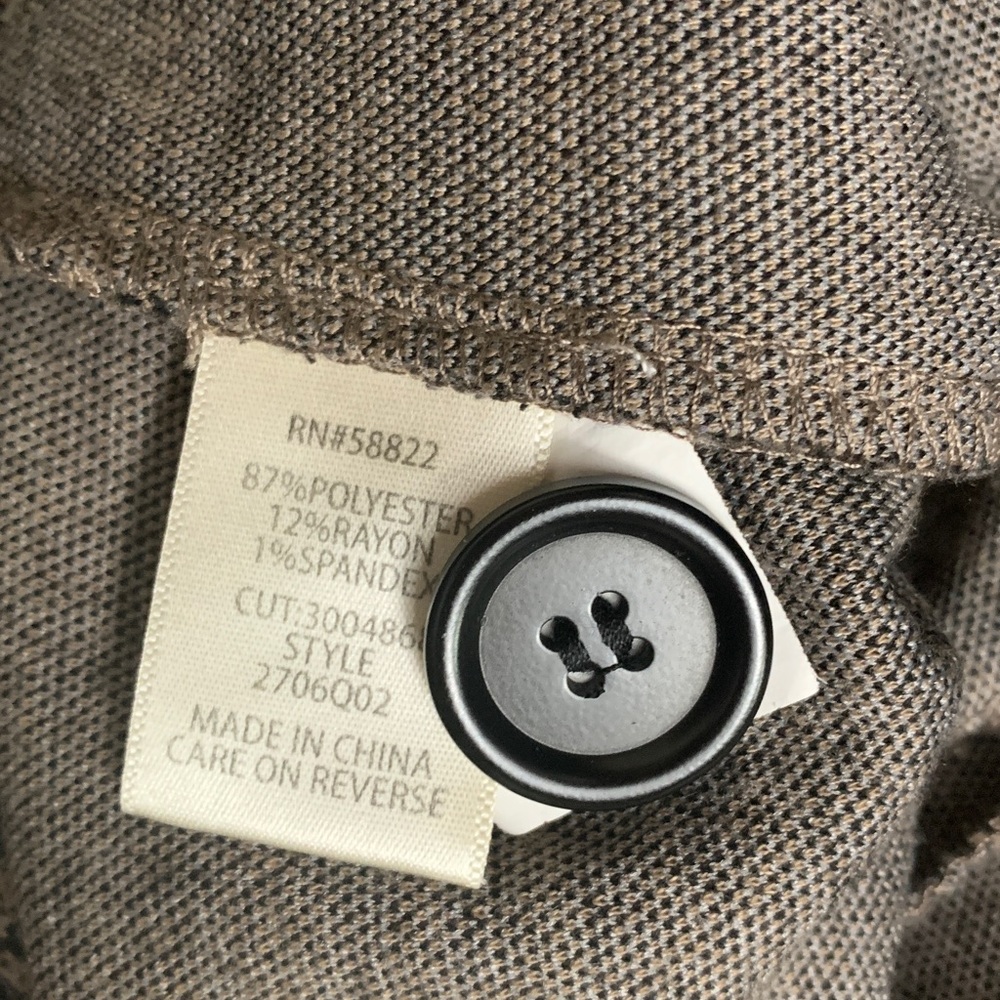 RN#58822
87%POLYESTER
12%RAYON
1%SPANDEX
CUT:300486
STYLE
2706Q02
MADE IN CHINA
CARE ON REVERSE